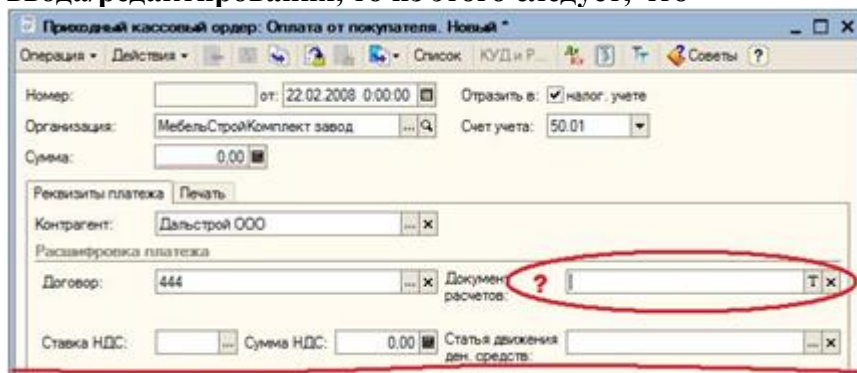 ввода/редактирования, то из этого следует, что
Приходный кассовый ордер: Оплата от покупателя. Новый *
Операция Действия Список КУДиР... Советы ?
Номер: от: 22.02.2008 0:00:00 Отразить в: налог. учете
Организация: МебельСтройКомплект завод ... Счет учета: 50.01
Сумма: 0,00
Реквизиты платежа Печать
Контрагент: Дальстрой ООО ... x
Расшифровка платежа
Договор: 444 ... x Документ расчетов: ? T x
Ставка НДС: ... Сумма НДС: 0,00 Статья движения ден. средств: ... x